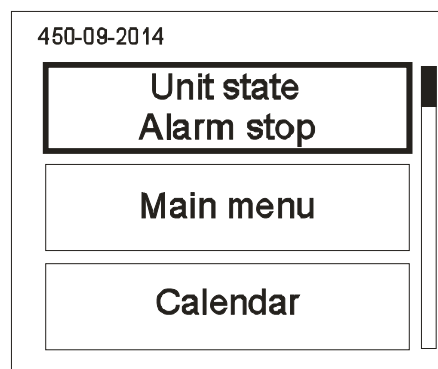 450-09-2014
Unit state
Alarm stop
Main menu
Calendar